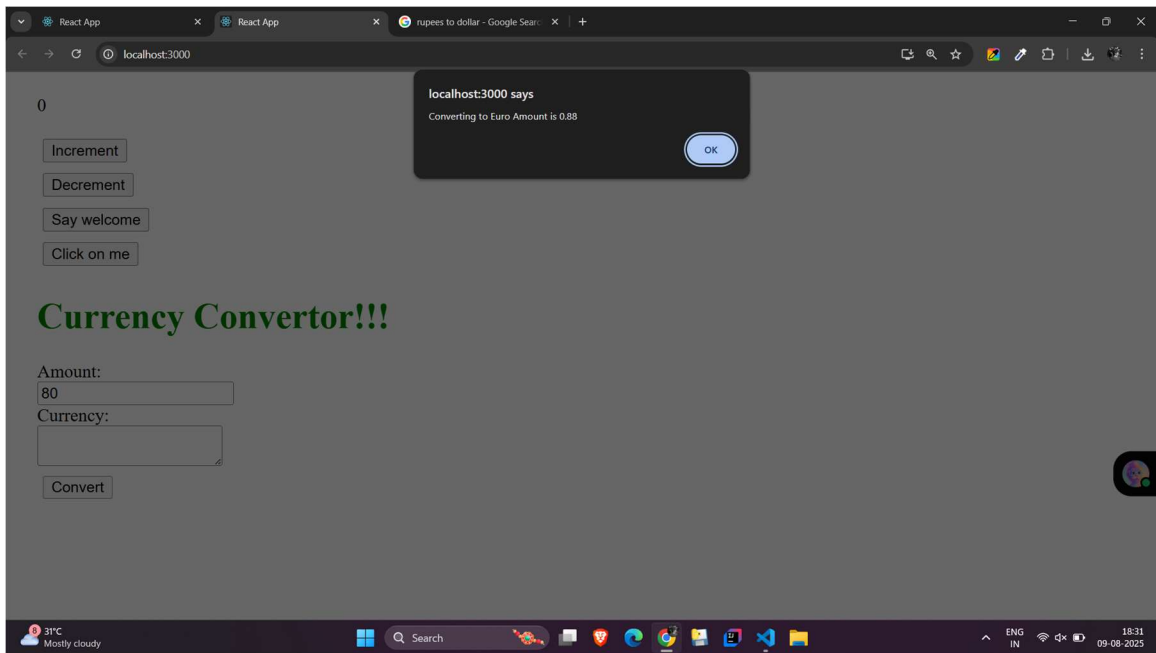 React App
React App
rupees to dollar - Google Searc
localhost:3000
localhost:3000 says
Converting to Euro Amount is 0.88
OK
0
Increment
Decrement
Say welcome
Click on me
Currency Convertor!!!
Amount:
80
Currency:
Convert
8
31°C
Mostly cloudy
Search
ENG
IN
18:31
09-08-2025